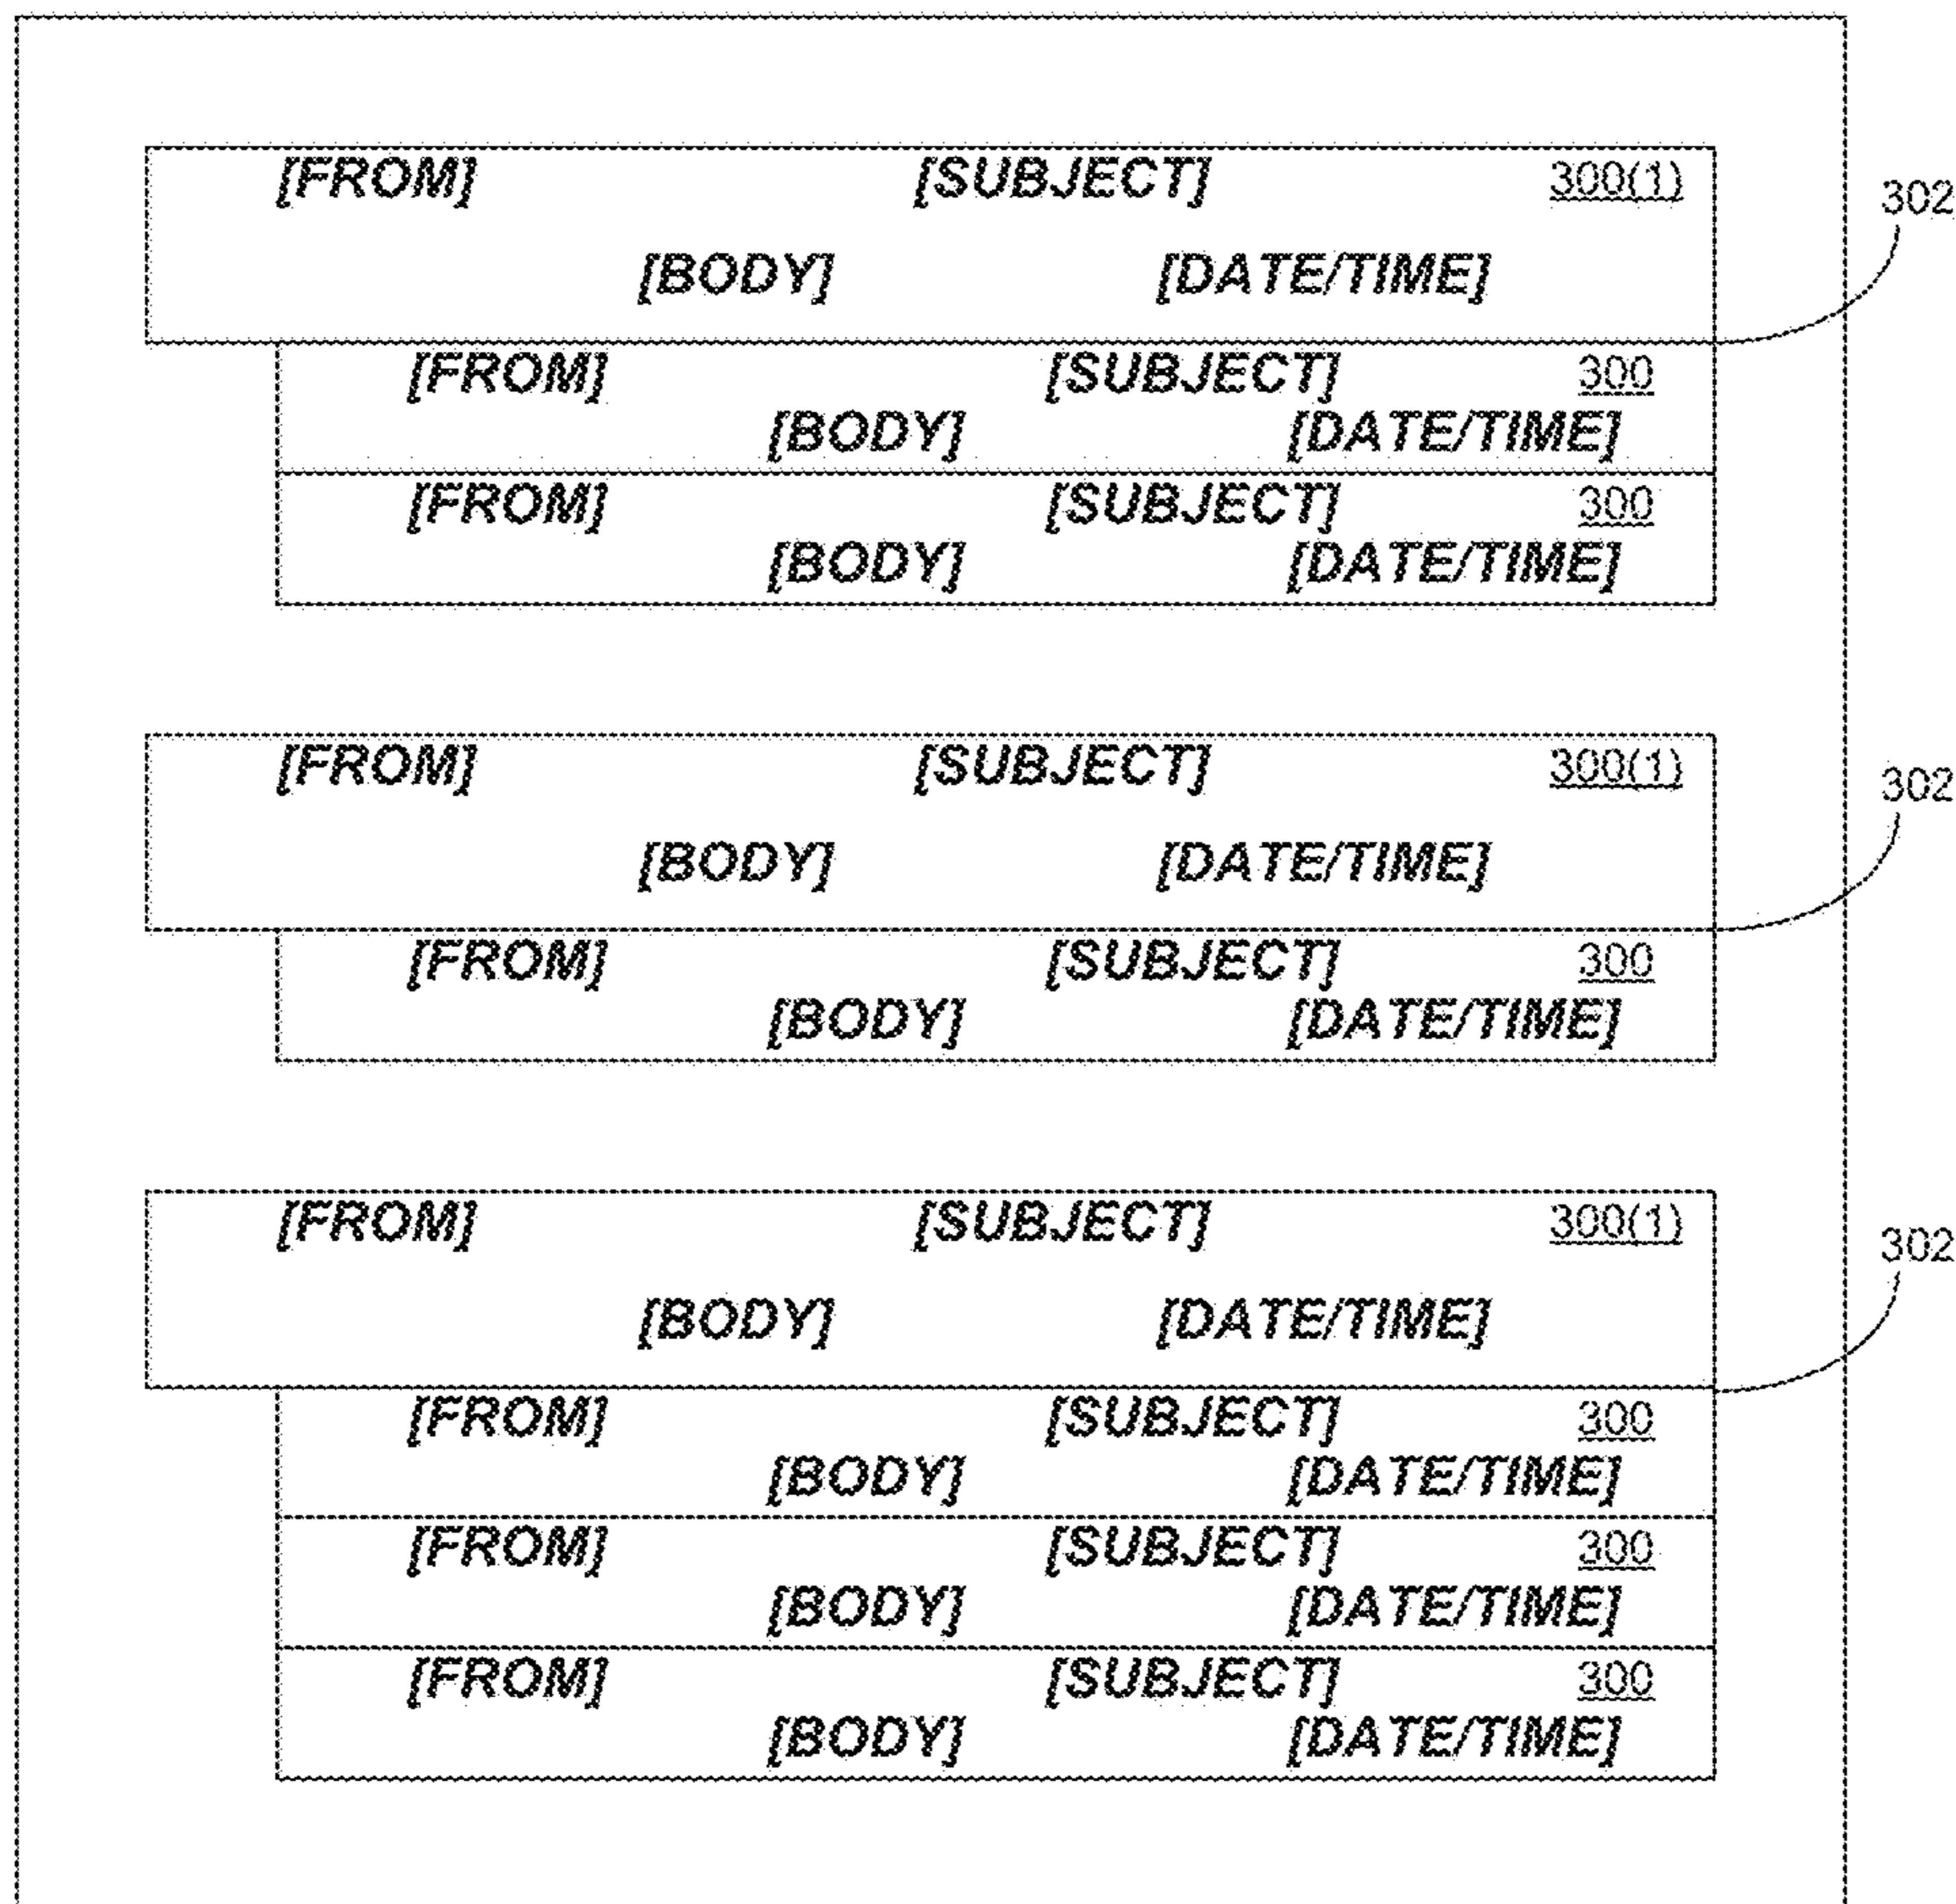 [FROM] [SUBJECT] 300(1)
302
[BODY] [DATE/TIME]
[FROM] [SUBJECT] 300
[BODY] [DATE/TIME]
[FROM] [SUBJECT] 300
[BODY] [DATE/TIME]
[FROM] [SUBJECT] 300(1)
302
[BODY] [DATE/TIME]
[FROM] [SUBJECT] 300
[BODY] [DATE/TIME]
[FROM] [SUBJECT] 300(1)
302
[BODY] [DATE/TIME]
[FROM] [SUBJECT] 300
[BODY] [DATE/TIME]
[FROM] [SUBJECT] 300
[BODY] [DATE/TIME]
[FROM] [SUBJECT] 300
[BODY] [DATE/TIME]